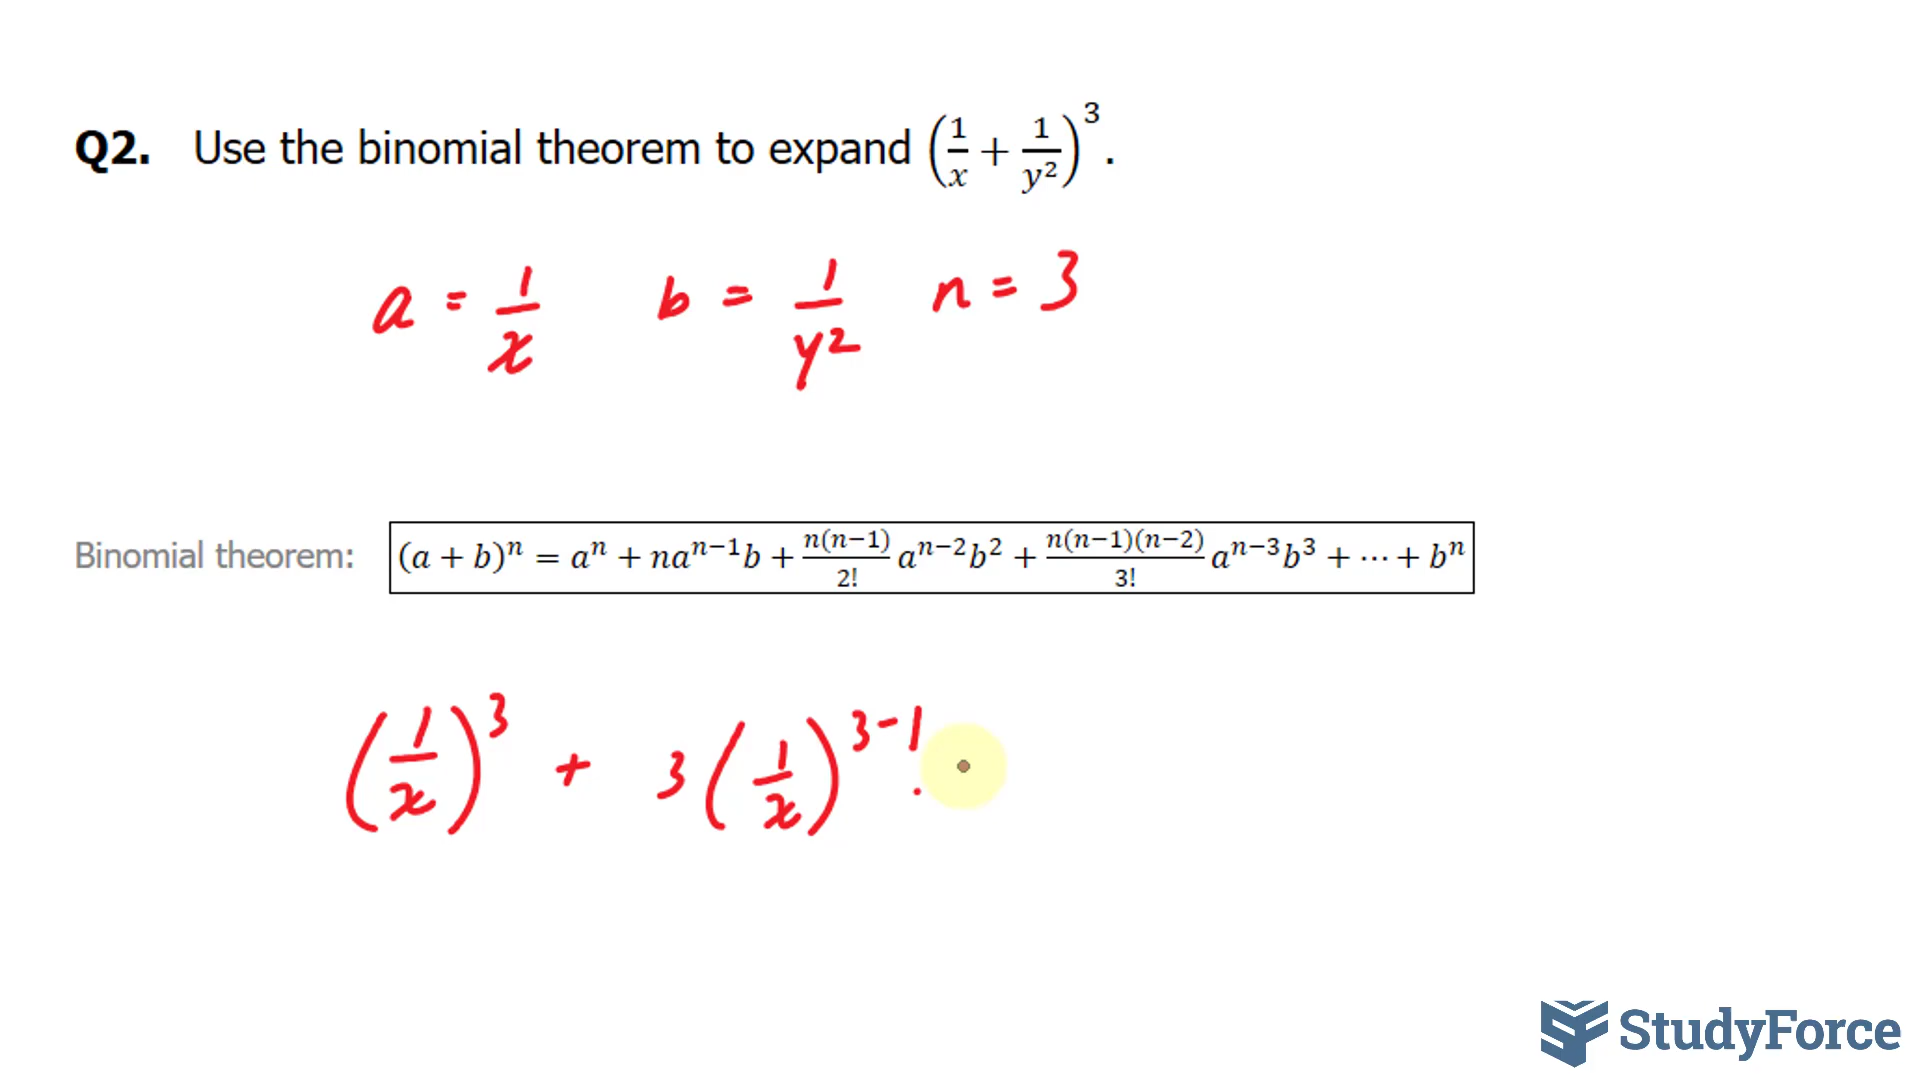 Q2. Use the binomial theorem to expand (1/x + 1/y²)³.
a = 1/x b = 1/y² n = 3
Binomial theorem: (a + b)ⁿ = aⁿ + naⁿ⁻¹b + n(n−1)/2! aⁿ⁻²b² + n(n−1)(n−2)/3! aⁿ⁻³b³ + ⋯ + bⁿ
(1/x)³ + 3(1/x)³⁻¹ ·
StudyForce